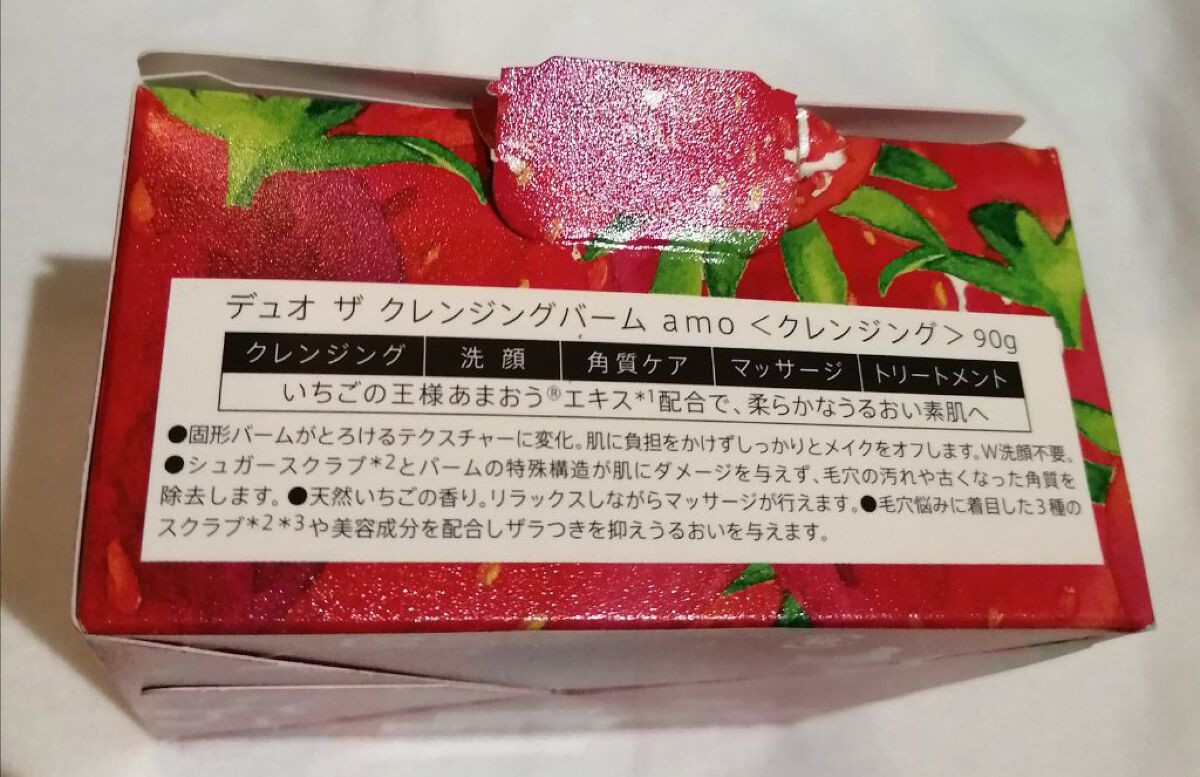 デュオ ザ クレンジングバーム amo <クレンジング> 90g
クレンジング 洗顔 角質ケア マッサージ トリートメント
いちごの王様あまおう®エキス*1配合で、柔らかなうるおい素肌へ
●固形バームがとろけるテクスチャーに変化。肌に負担をかけずしっかりとメイクをオフします。W洗顔不要。
●シュガースクラブ*2とバームの特殊構造が肌にダメージを与えず、毛穴の汚れや古くなった角質を
除去します。●天然いちごの香り。リラックスしながらマッサージが行えます。●毛穴悩みに着目した3種の
スクラブ*2*3や美容成分を配合しザラつきを抑えうるおいを与えます。